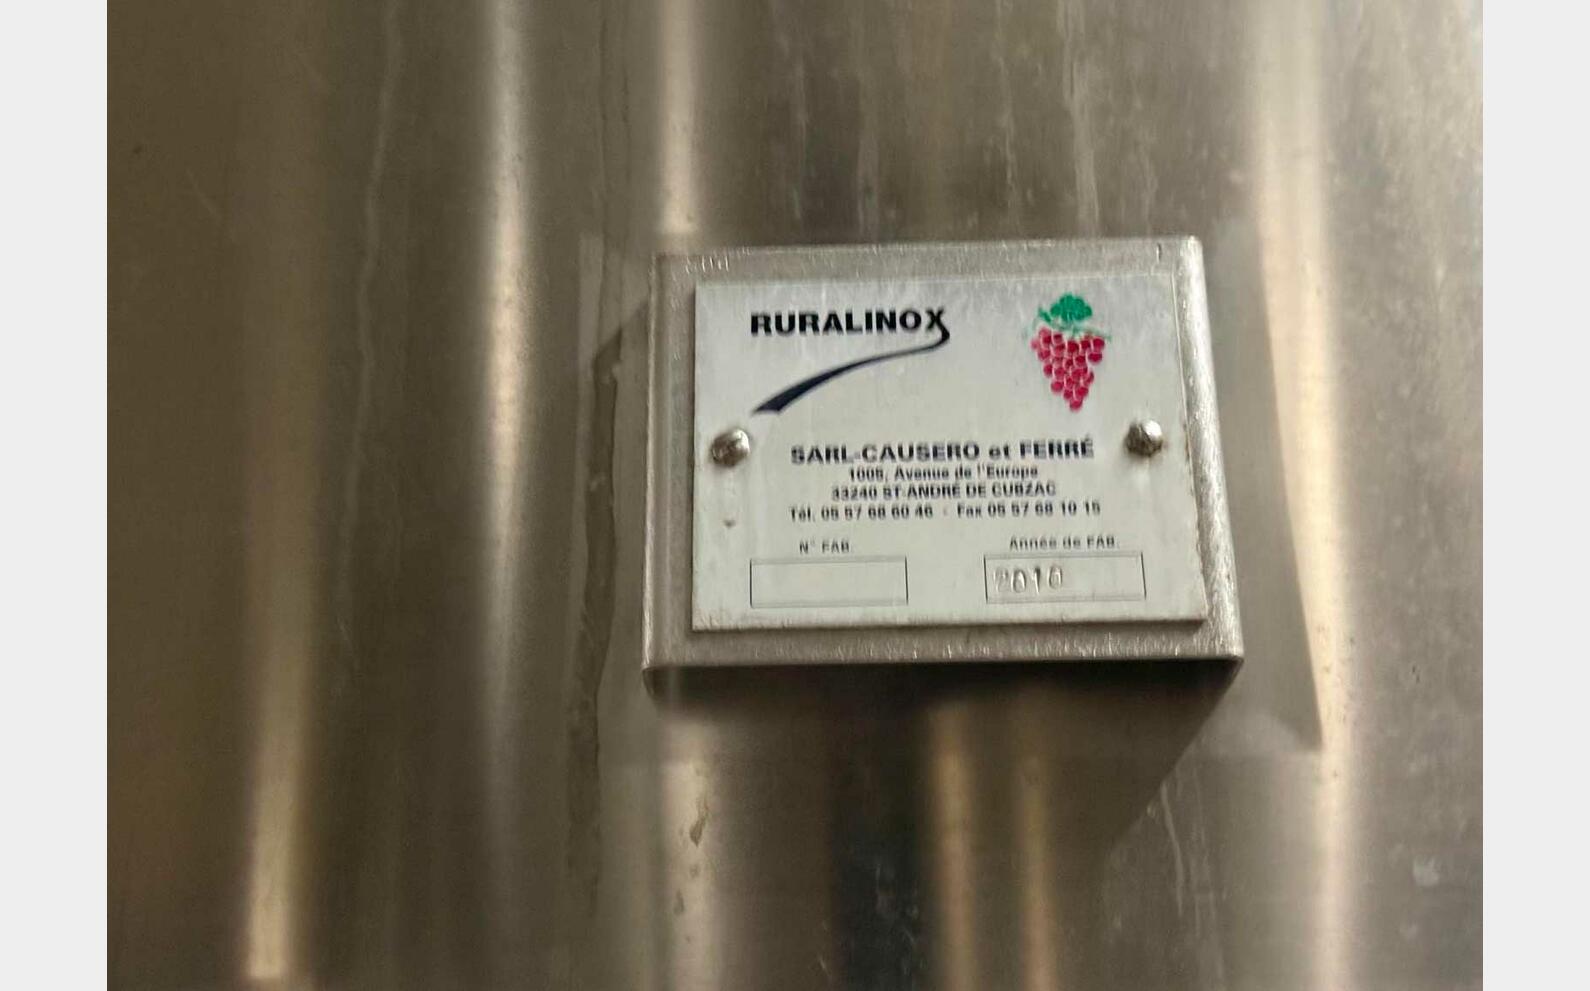 RURALINOX
SARL-CAUSERO et FERRÉ
1005, Avenue de l'Europe
33240 ST-ANDRÉ DE CUBZAC
Tél. 05 57 68 60 46 - Fax 05 57 68 10 15
N° FAB.
Année de FAB.
2010